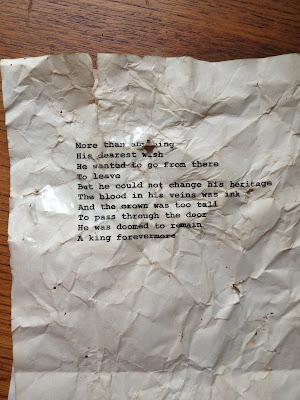 More than anything
His dearest wish
He wanted to go from there
To leave
But he could not change his heritage
The blood in his veins was ink
And the crown was too tall
To pass through the door
He was doomed to remain
A king forevermore